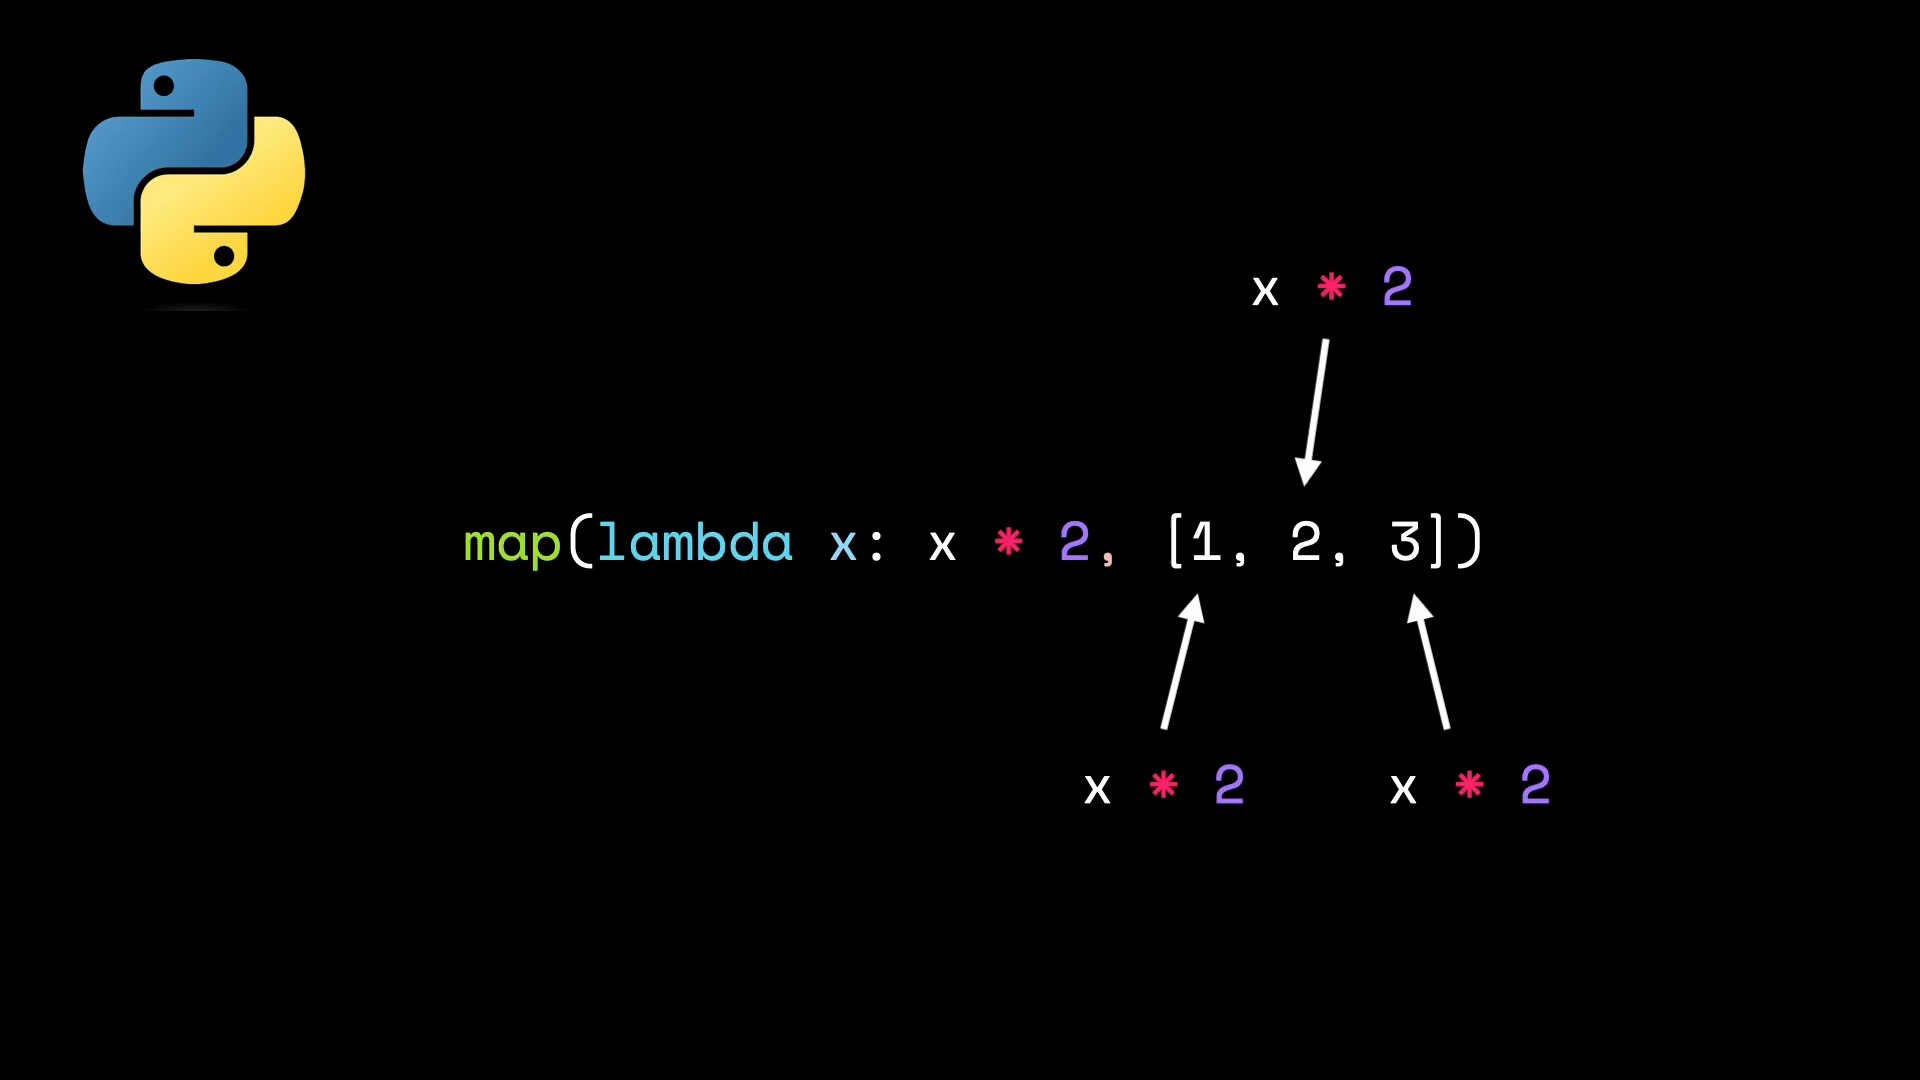 x * 2
map(lambda x: x * 2, [1, 2, 3])
x * 2 x * 2